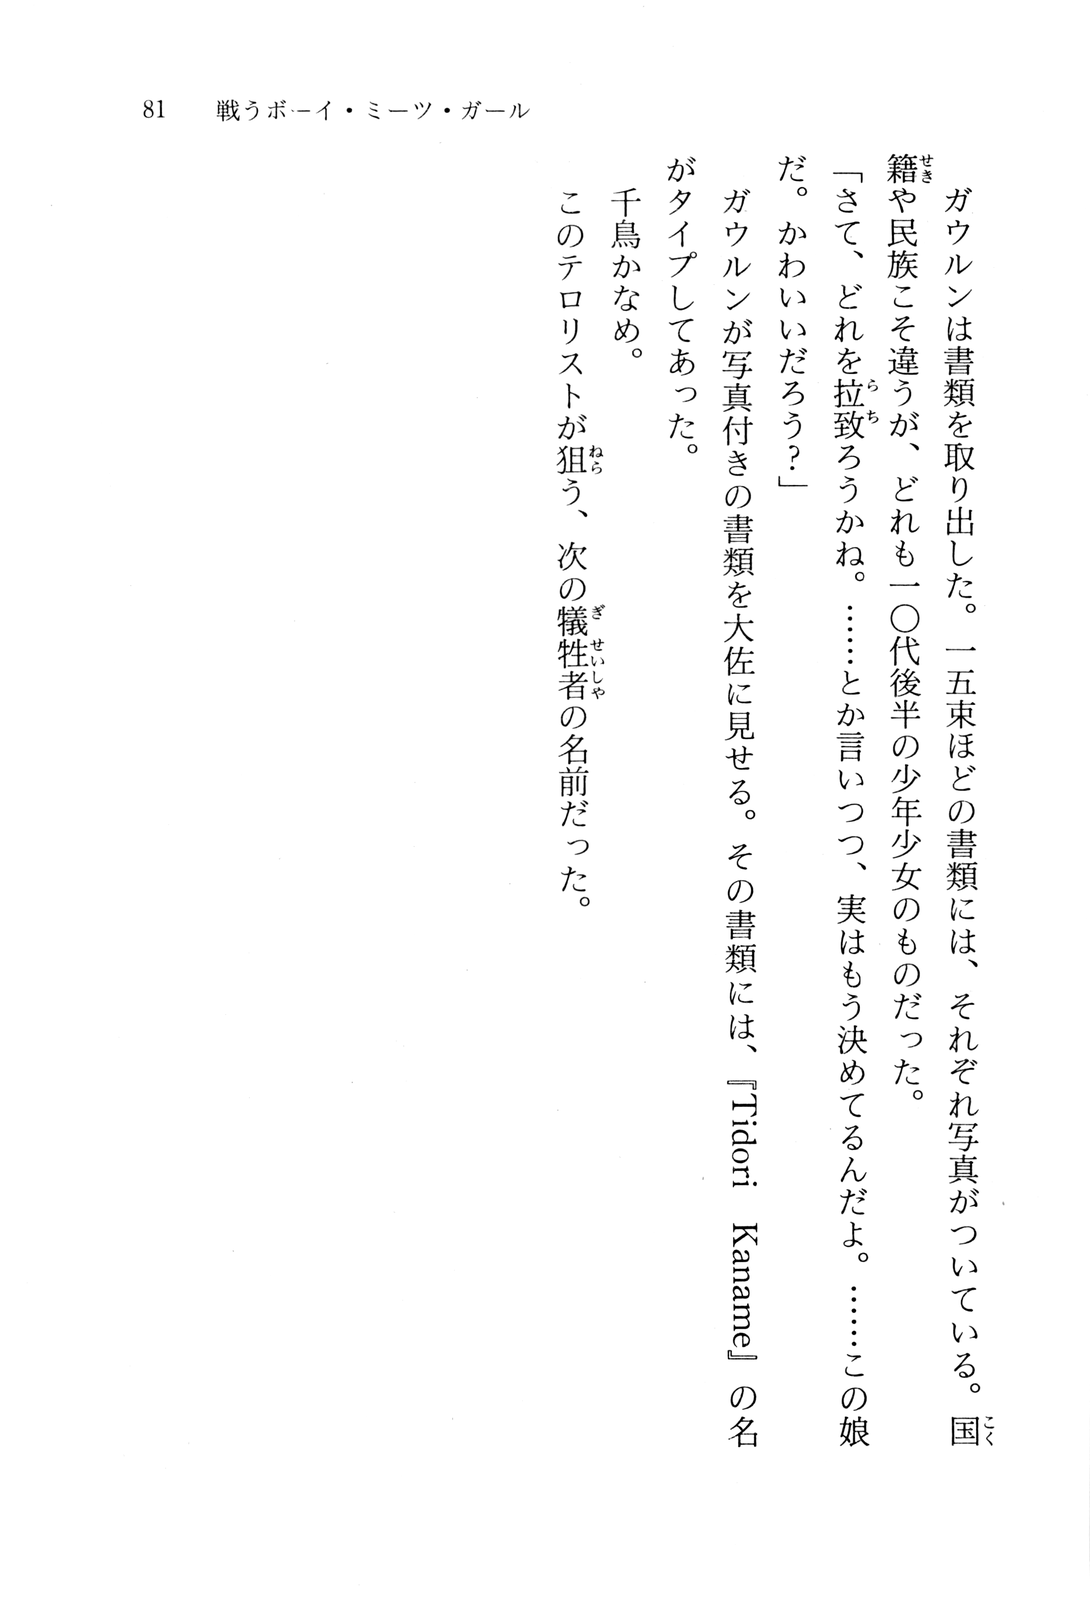 81　戦うボーイ・ミーツ・ガール
　ガウルンは書類を取り出した。一五束ほどの書類には、それぞれ写真がついている。国
籍や民族こそ違うが、どれも一〇代後半の少年少女のものだった。
「さて、どれを拉致ろうかね。……とか言いつつ、実はもう決めてるんだよ。……この娘
だ。かわいいだろう?」
　ガウルンが写真付きの書類を大佐に見せる。その書類には、『Tidori　Kaname』の名
がタイプしてあった。
　千鳥かなめ。
　このテロリストが狙う、次の犠牲者の名前だった。